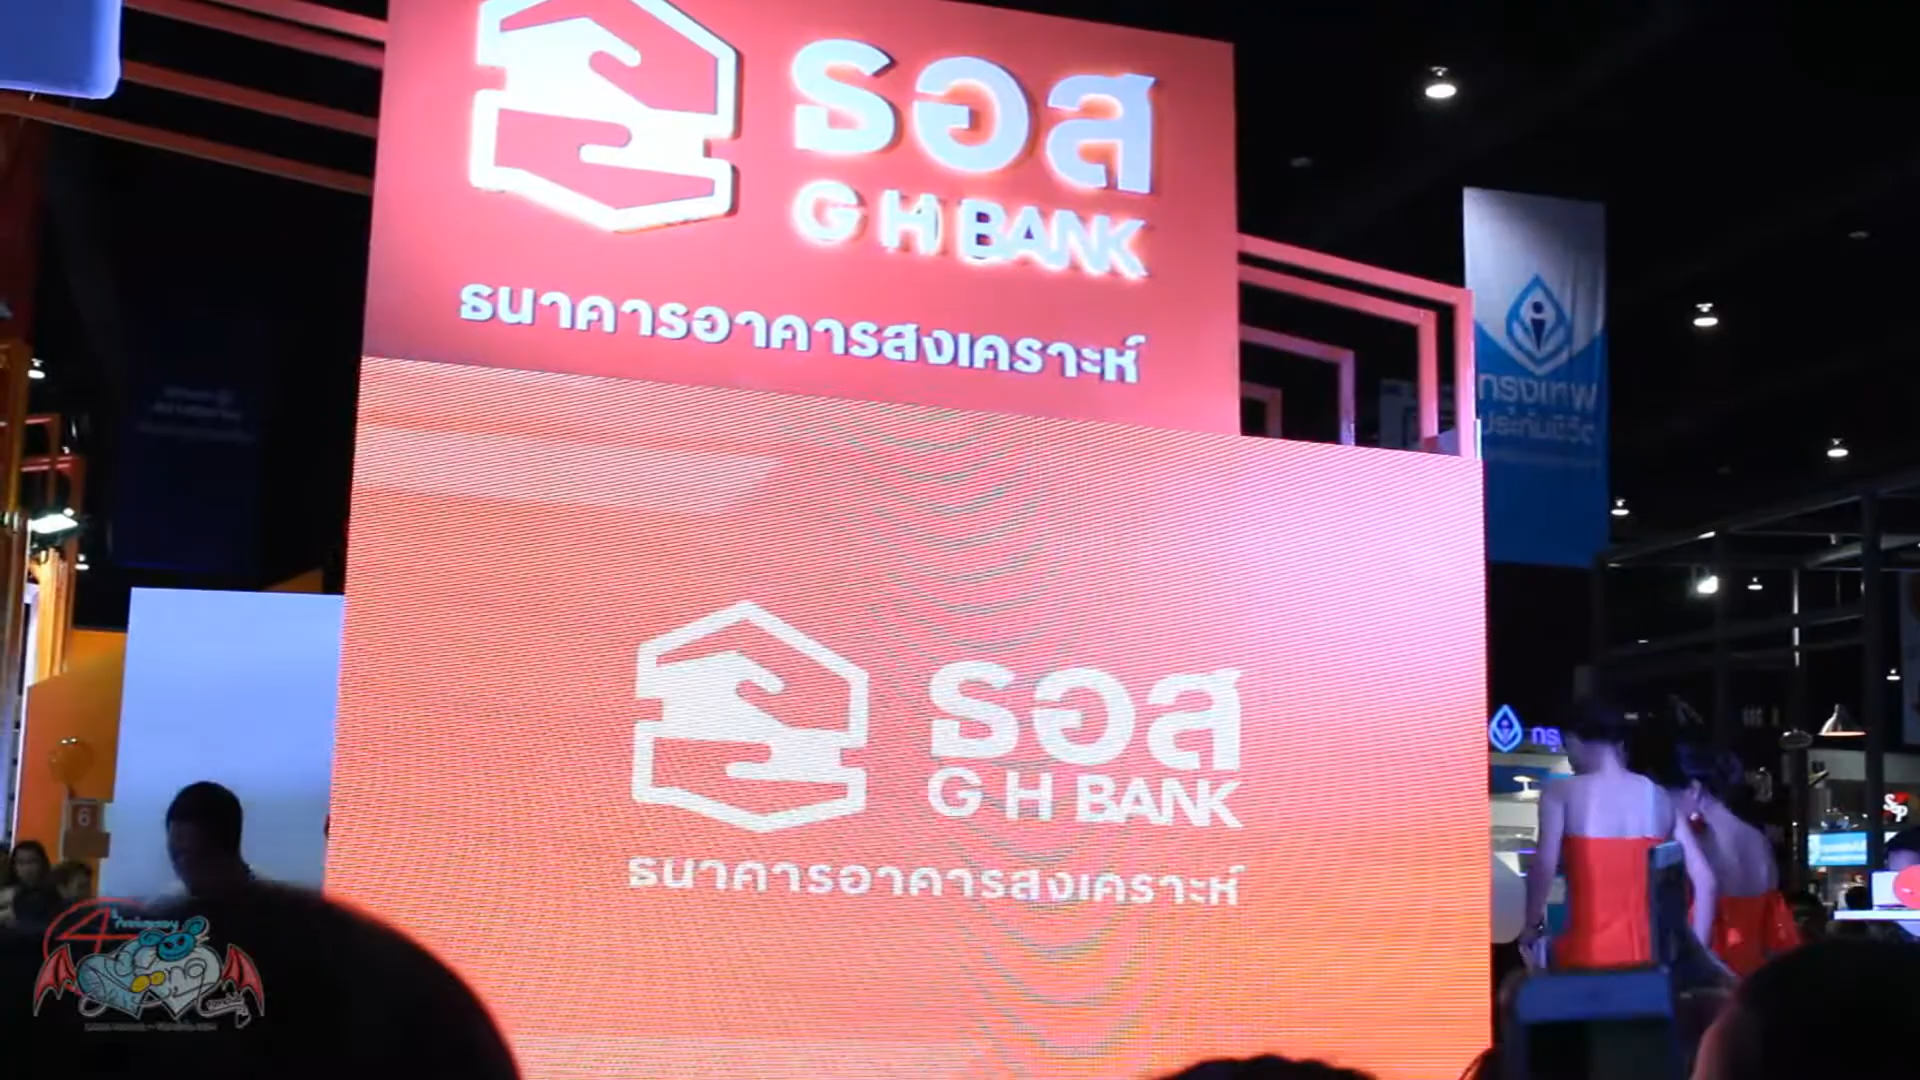 ธอส
G H BANK
ธนาคารอาคารสงเคราะห์
กรุงเทพ
ประกันชีวิต
ธอส
G H BANK
ธนาคารอาคารสงเคราะห์
6
4
Anniversary